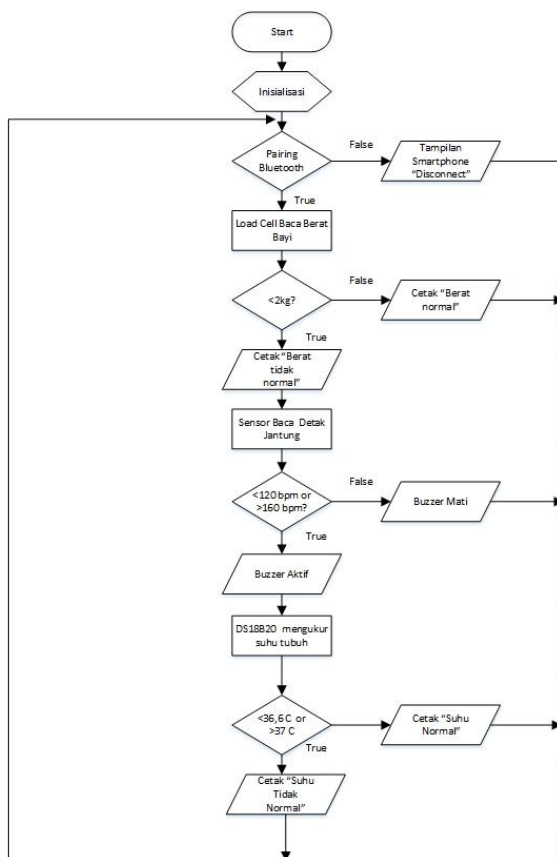 Start
Inisialisasi
Pairing
Bluetooth
False
Tampilan
Smartphone
“Disconnect”
True
Load Cell Baca Berat
Bayi
<2kg?
False
Cetak “Berat
normal”
True
Cetak “Berat
tidak
normal”
Sensor Baca Detak
Jantung
<120 bpm or
>160 bpm?
False
Buzzer Mati
True
Buzzer Aktif
DS18B20 mengukur
suhu tubuh
<36,6 C or
>37 C
Cetak “Suhu
Normal”
True
Cetak “Suhu
Tidak
Normal”